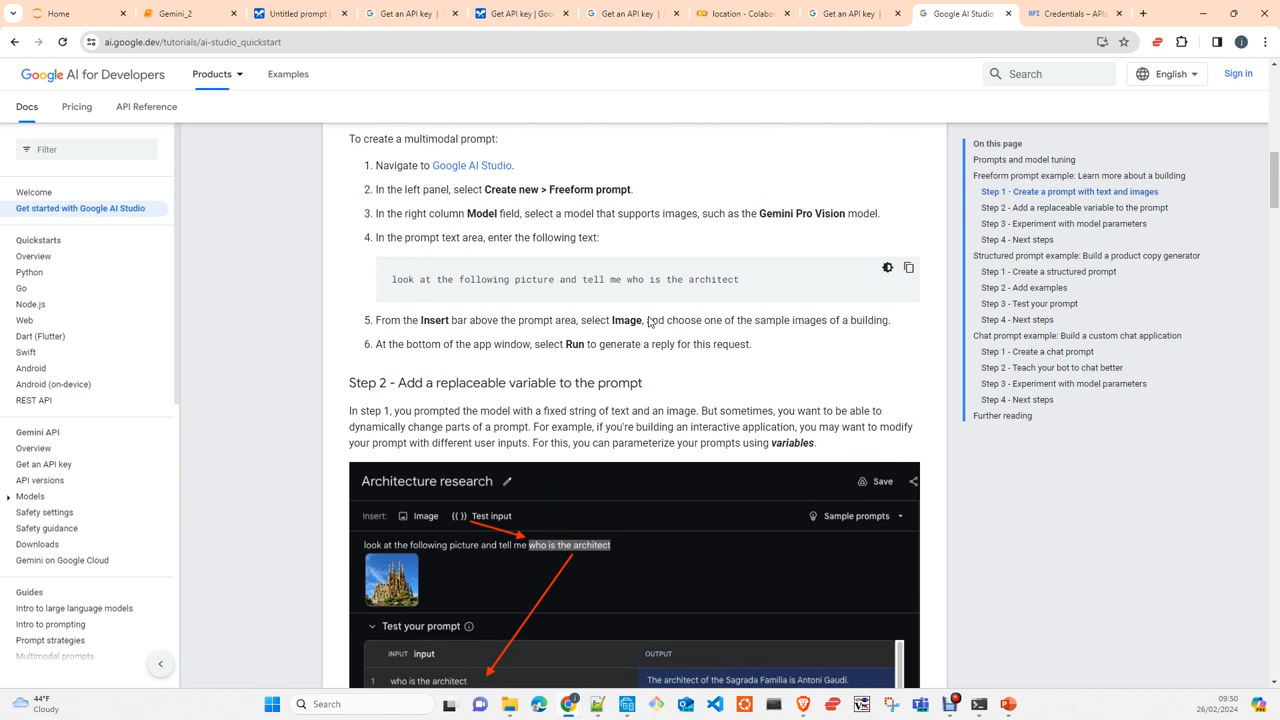 Home
Gemini_2
Untitled prompt
Get an API key
Get API key | Goo
Get an API key |
location - Colabo
Get an API key |
Google AI Studio
Credentials – APIs
ai.google.dev/tutorials/ai-studio_quickstart
Google AI for Developers
Products
Examples
Search
English
Sign in
Docs
Pricing
API Reference
Filter
Welcome
Get started with Google AI Studio
Quickstarts
Overview
Python
Go
Node.js
Web
Dart (Flutter)
Swift
Android
Android (on-device)
REST API
Gemini API
Overview
Get an API key
API versions
Models
Safety settings
Safety guidance
Downloads
Gemini on Google Cloud
Guides
Intro to large language models
Intro to prompting
Prompt strategies
Multimodal prompts
To create a multimodal prompt:
1. Navigate to Google AI Studio.
2. In the left panel, select Create new > Freeform prompt.
3. In the right column Model field, select a model that supports images, such as the Gemini Pro Vision model.
4. In the prompt text area, enter the following text:
look at the following picture and tell me who is the architect
5. From the Insert bar above the prompt area, select Image, and choose one of the sample images of a building.
6. At the bottom of the app window, select Run to generate a reply for this request.
Step 2 - Add a replaceable variable to the prompt
In step 1, you prompted the model with a fixed string of text and an image. But sometimes, you want to be able to
dynamically change parts of a prompt. For example, if you're building an interactive application, you may want to modify
your prompt with different user inputs. For this, you can parameterize your prompts using variables.
Architecture research
Save
Insert: Image {{ }} Test input
Sample prompts
look at the following picture and tell me who is the architect
Test your prompt
INPUT input
OUTPUT
1 who is the architect
The architect of the Sagrada Familia is Antoni Gaudi.
On this page
Prompts and model tuning
Freeform prompt example: Learn more about a building
Step 1 - Create a prompt with text and images
Step 2 - Add a replaceable variable to the prompt
Step 3 - Experiment with model parameters
Step 4 - Next steps
Structured prompt example: Build a product copy generator
Step 1 - Create a structured prompt
Step 2 - Add examples
Step 3 - Test your prompt
Step 4 - Next steps
Chat prompt example: Build a custom chat application
Step 1 - Create a chat prompt
Step 2 - Teach your bot to chat better
Step 3 - Experiment with model parameters
Step 4 - Next steps
Further reading
44°F
Cloudy
Search
09:50
26/02/2024